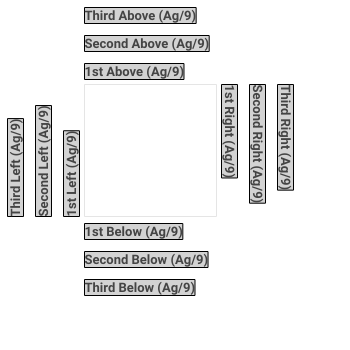 Third Above (Ag/9)
Second Above (Ag/9)
1st Above (Ag/9)
Third Left (Ag/9)
Second Left (Ag/9)
1st Left (Ag/9)
1st Right (Ag/9)
Second Right (Ag/9)
Third Right (Ag/9)
1st Below (Ag/9)
Second Below (Ag/9)
Third Below (Ag/9)